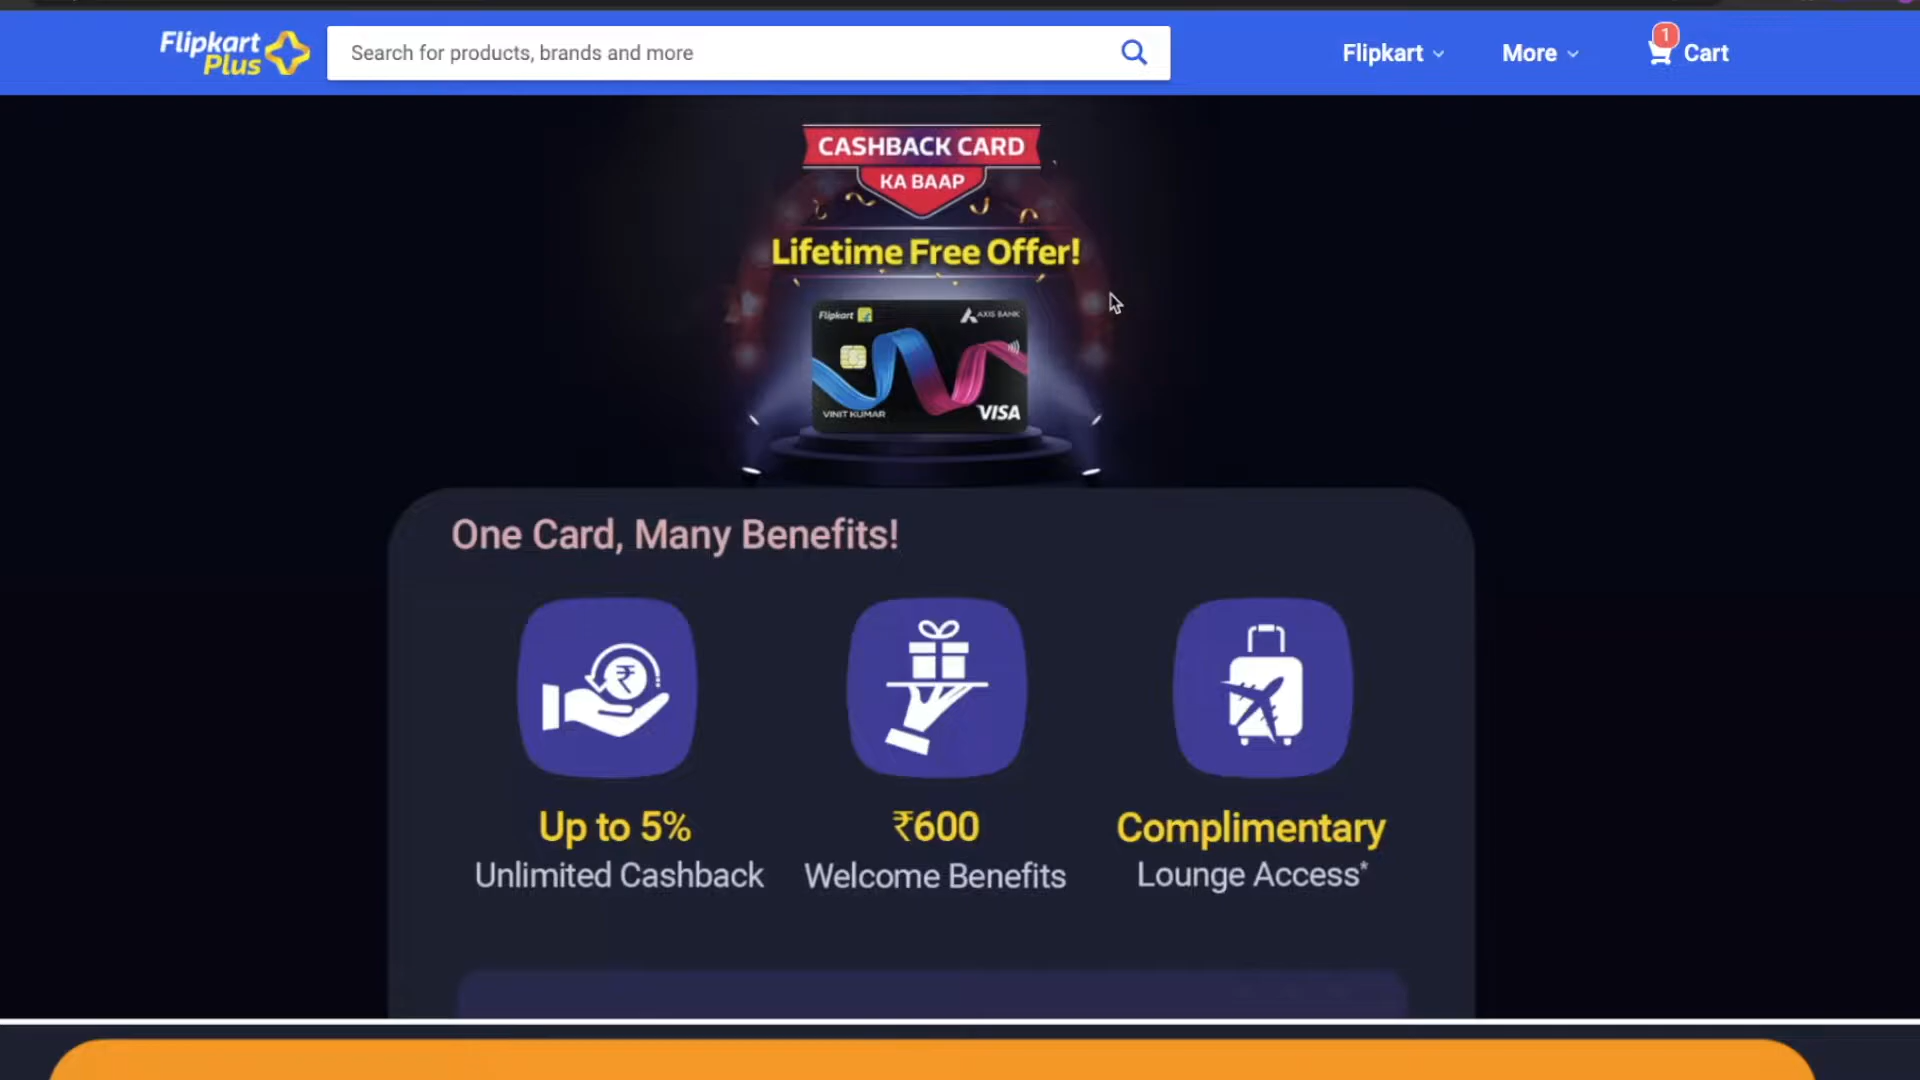 Flipkart
Plus
Search for products, brands and more
Flipkart
More
1
Cart
CASHBACK CARD
KA BAAP
Lifetime Free Offer!
Flipkart
AXIS BANK
VINIT KUMAR
VISA
One Card, Many Benefits!
Up to 5%
Unlimited Cashback
₹600
Welcome Benefits
Complimentary
Lounge Access*